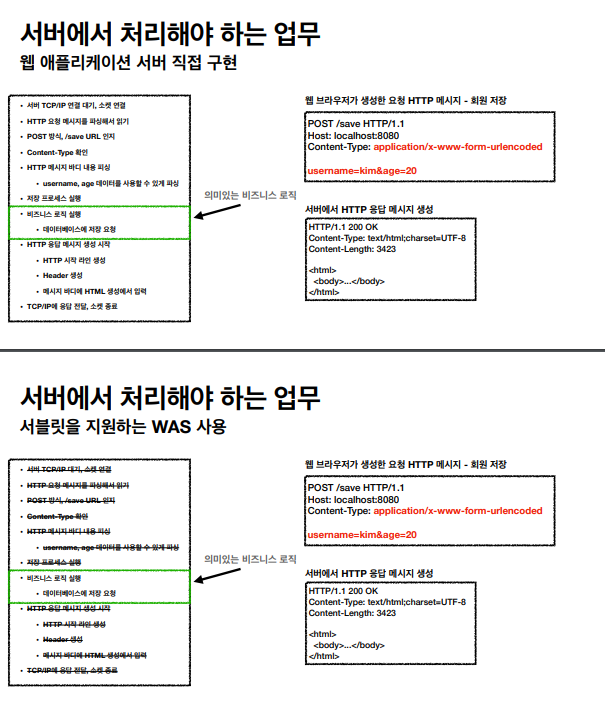 서버에서 처리해야 하는 업무
웹 애플리케이션 서버 직접 구현
• 서버 TCP/IP 연결 대기, 소켓 연결
• HTTP 요청 메시지를 파싱해서 읽기
• POST 방식, /save URL 인지
• Content-Type 확인
• HTTP 메시지 바디 내용 피싱
• username, age 데이터를 사용할 수 있게 파싱
• 저장 프로세스 실행
• 비즈니스 로직 실행
• 데이터베이스에 저장 요청
• HTTP 응답 메시지 생성 시작
• HTTP 시작 라인 생성
• Header 생성
• 메시지 바디에 HTML 생성에서 입력
• TCP/IP에 응답 전달, 소켓 종료
의미있는 비즈니스 로직
웹 브라우저가 생성한 요청 HTTP 메시지 - 회원 저장
POST /save HTTP/1.1
Host: localhost:8080
Content-Type: application/x-www-form-urlencoded
username=kim&age=20
서버에서 HTTP 응답 메시지 생성
HTTP/1.1 200 OK
Content-Type: text/html;charset=UTF-8
Content-Length: 3423
<html>
<body>...</body>
</html>
서버에서 처리해야 하는 업무
서블릿을 지원하는 WAS 사용
• 서버 TCP/IP 대기, 소켓 연결
• HTTP 요청 메시지를 파싱해서 읽기
• POST 방식, /save URL 인지
• Content-Type 확인
• HTTP 메시지 바디 내용 피싱
• username, age 데이터를 사용할 수 있게 파싱
• 저장 프로세스 실행
• 비즈니스 로직 실행
• 데이터베이스에 저장 요청
• HTTP 응답 메시지 생성 시작
• HTTP 시작 라인 생성
• Header 생성
• 메시지 바디에 HTML 생성에서 입력
• TCP/IP에 응답 전달, 소켓 종료
의미있는 비즈니스 로직
웹 브라우저가 생성한 요청 HTTP 메시지 - 회원 저장
POST /save HTTP/1.1
Host: localhost:8080
Content-Type: application/x-www-form-urlencoded
username=kim&age=20
서버에서 HTTP 응답 메시지 생성
HTTP/1.1 200 OK
Content-Type: text/html;charset=UTF-8
Content-Length: 3423
<html>
<body>...</body>
</html>